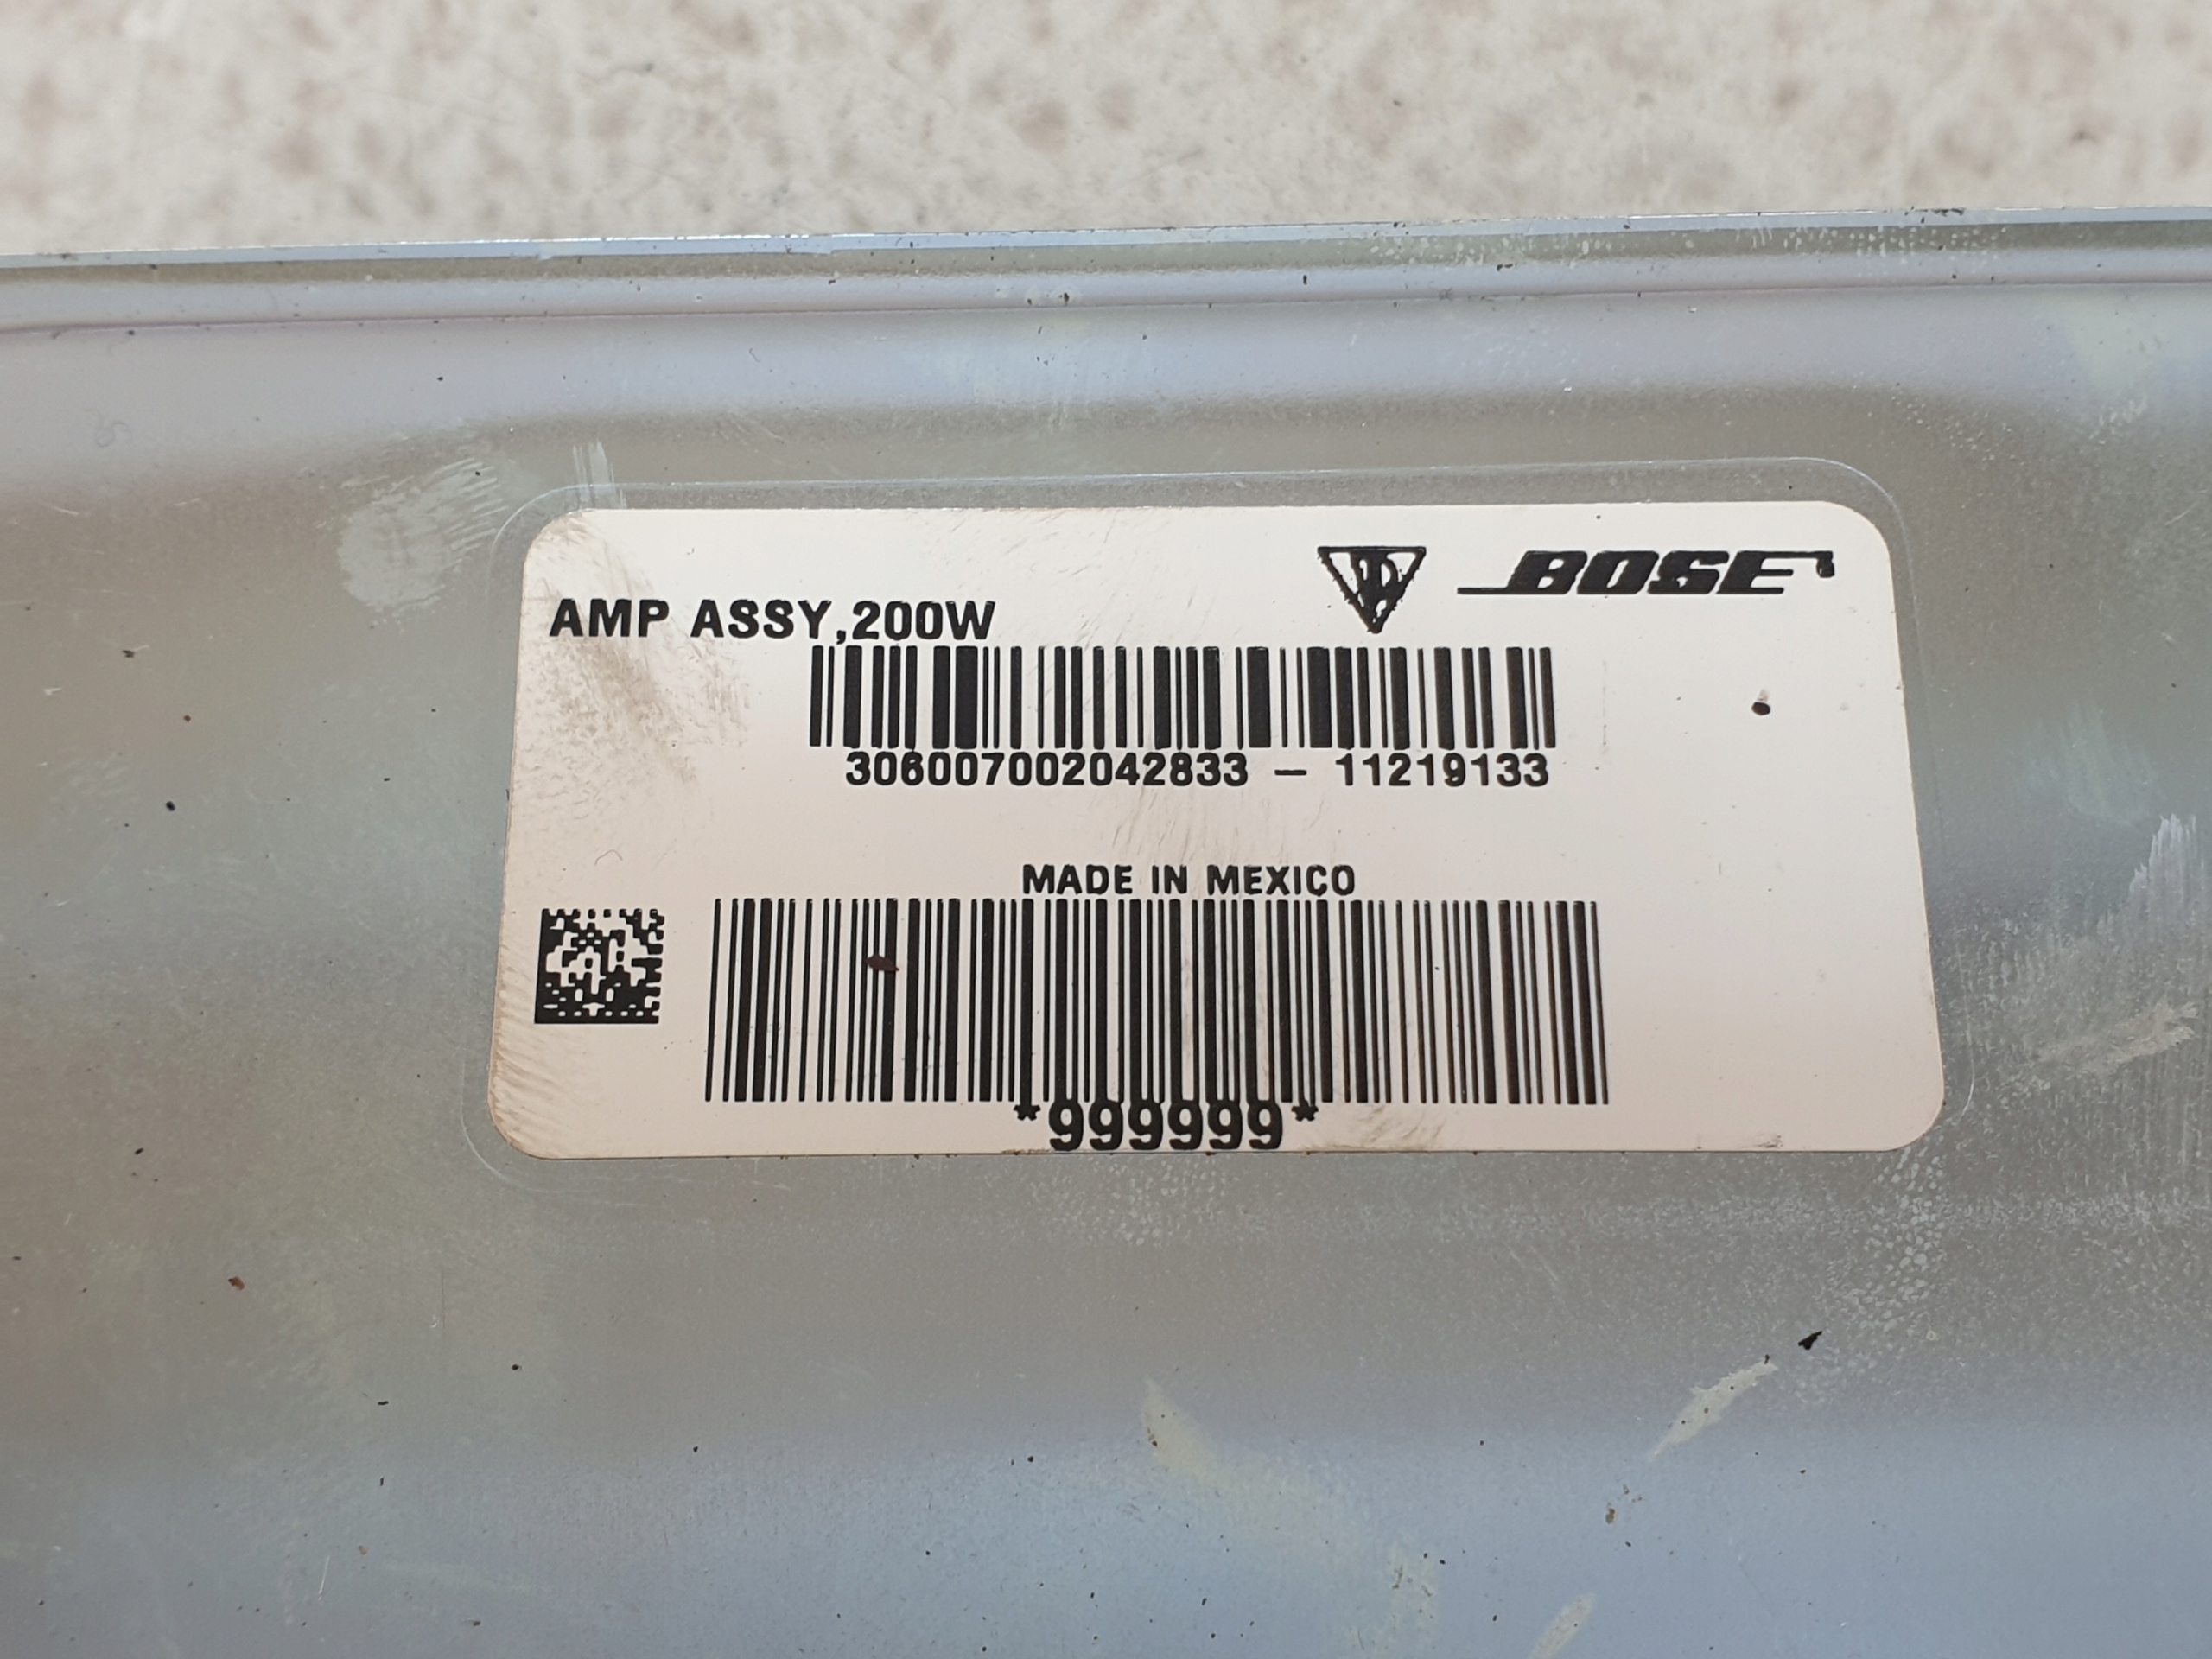 BOSE
AMP ASSY,200W
306007002042833 – 11219133
MADE IN MEXICO
*999999*